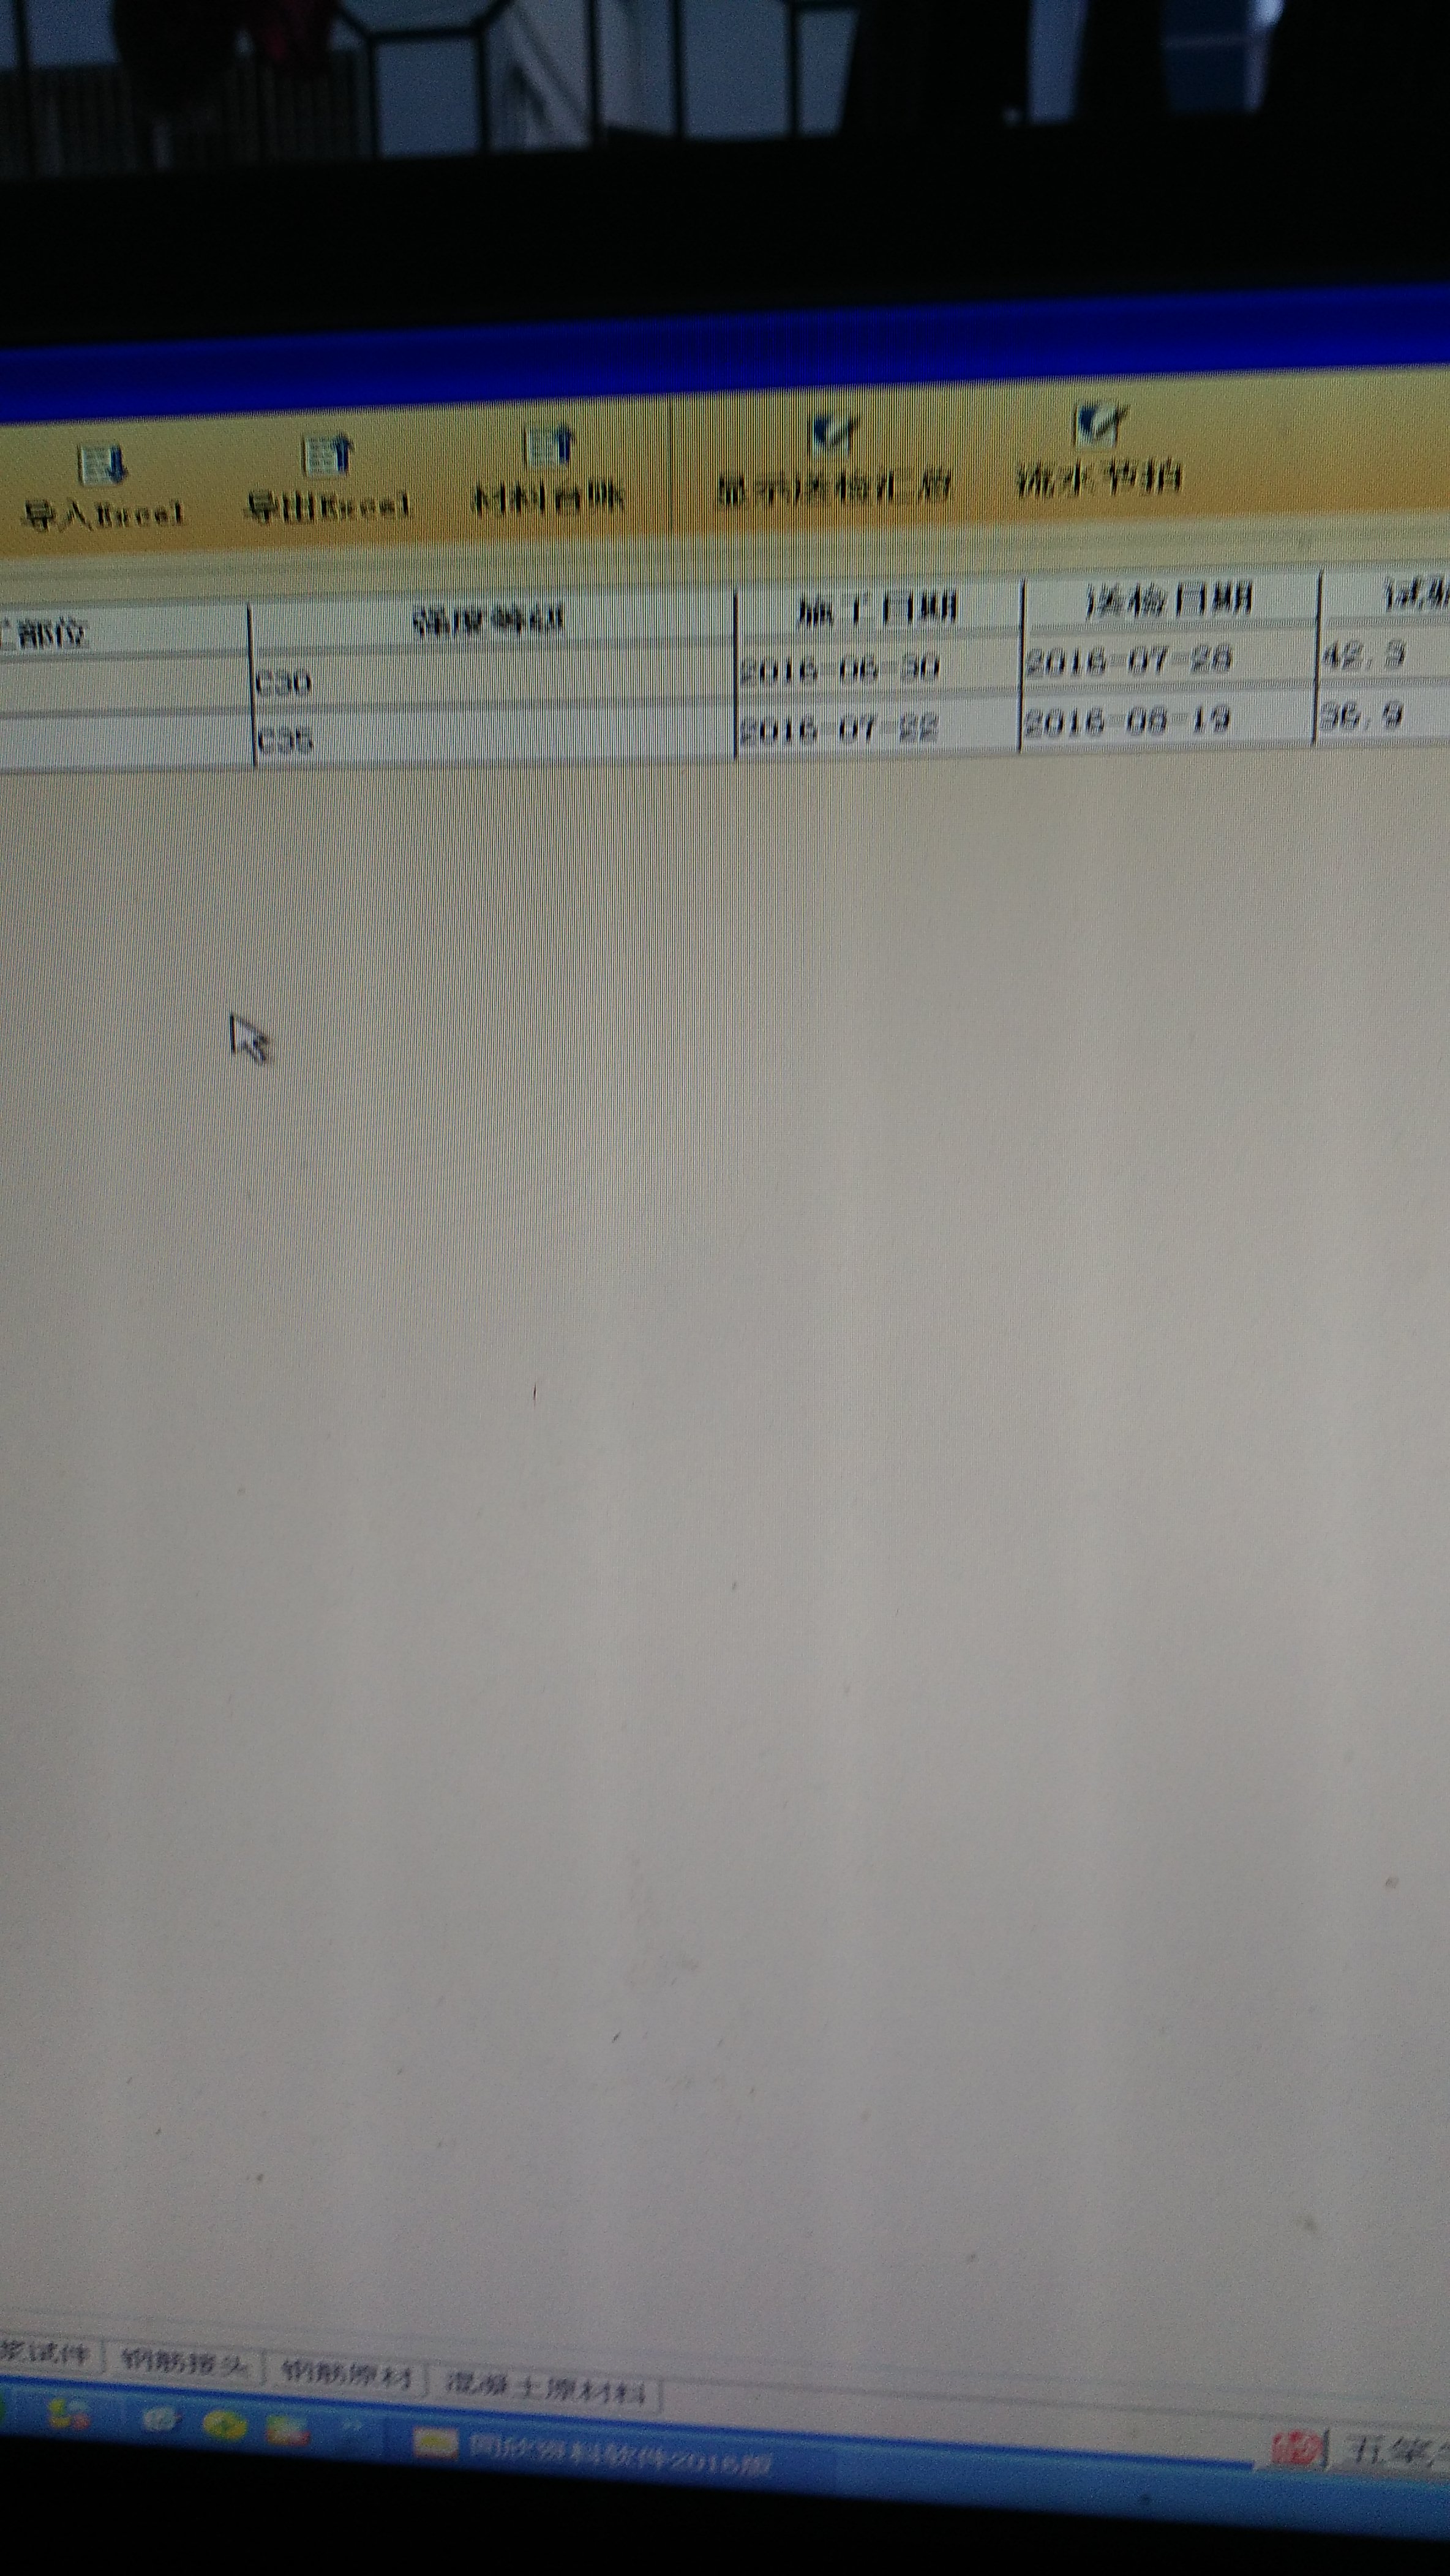 导入Excel 导出Excel 材料台账 显示送检汇总 流水节拍
工部位 强度等级 施工日期 送检日期 试验
C30 2016-06-30 2016-07-28 42.3
C35 2016-07-22 2016-08-19 36.9
浆试件 钢筋接头 钢筋原材 混凝土原材料
资料软件2016版 五笔